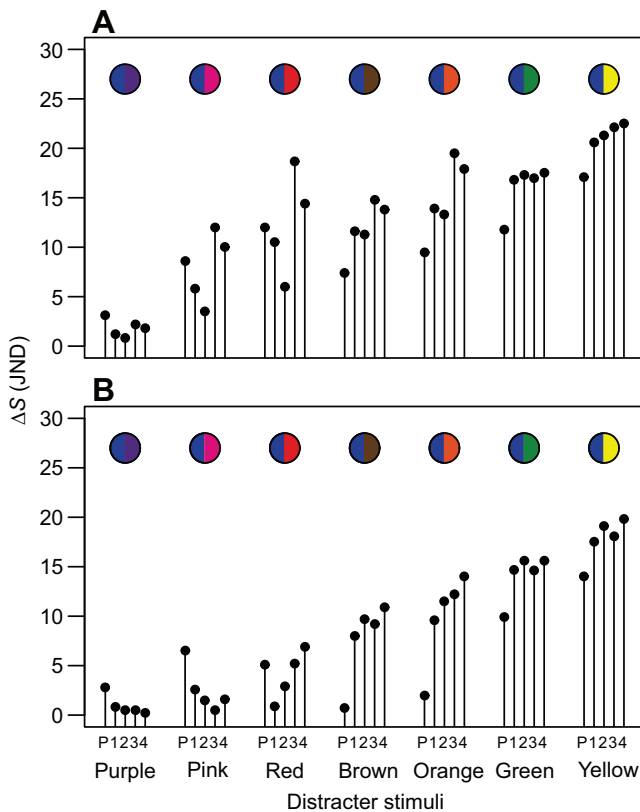 A
30
25
20
15
10
5
0
ΔS (JND)
B
30
25
20
15
10
5
0
P1234 P1234 P1234 P1234 P1234 P1234 P1234
Purple Pink Red Brown Orange Green Yellow
Distracter stimuli